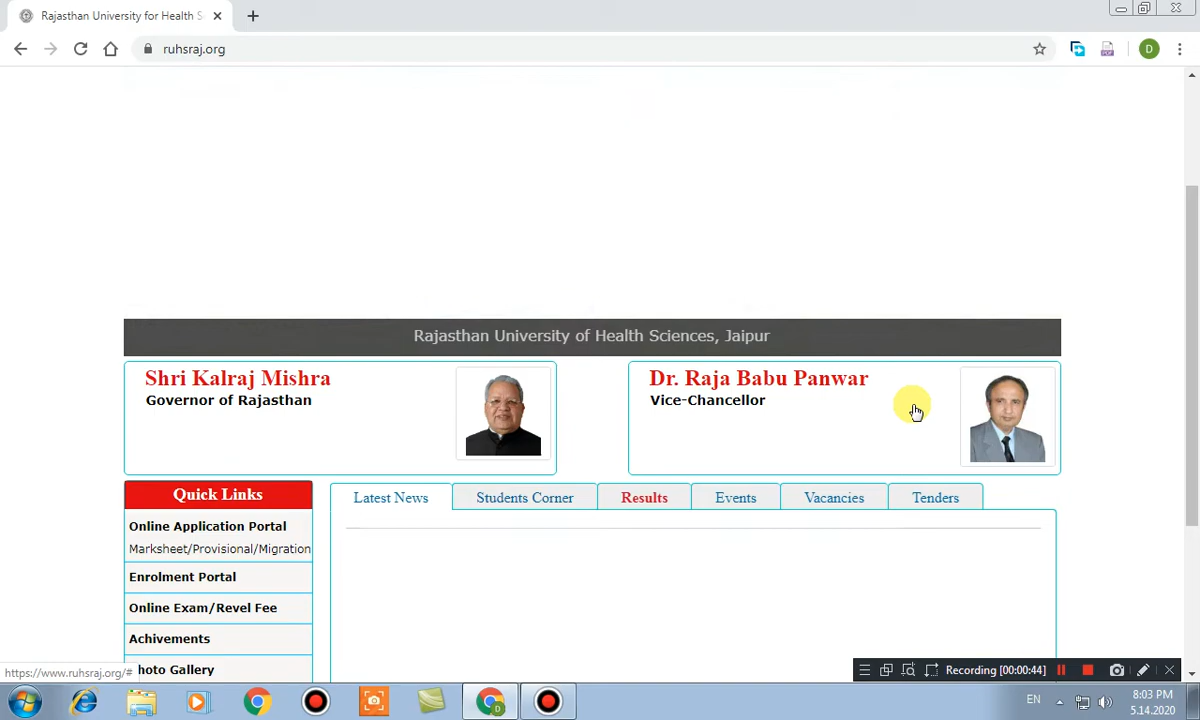 Rajasthan University for Health S
ruhsraj.org
D
Rajasthan University of Health Sciences, Jaipur
Shri Kalraj Mishra
Governor of Rajasthan
Dr. Raja Babu Panwar
Vice-Chancellor
Quick Links
Latest News
Students Corner
Results
Events
Vacancies
Tenders
Online Application Portal
Marksheet/Provisional/Migration
Enrolment Portal
Online Exam/Revel Fee
Achivements
hoto Gallery
https://www.ruhsraj.org/#
Recording [00:00:44]
EN
8:03 PM
5.14.2020